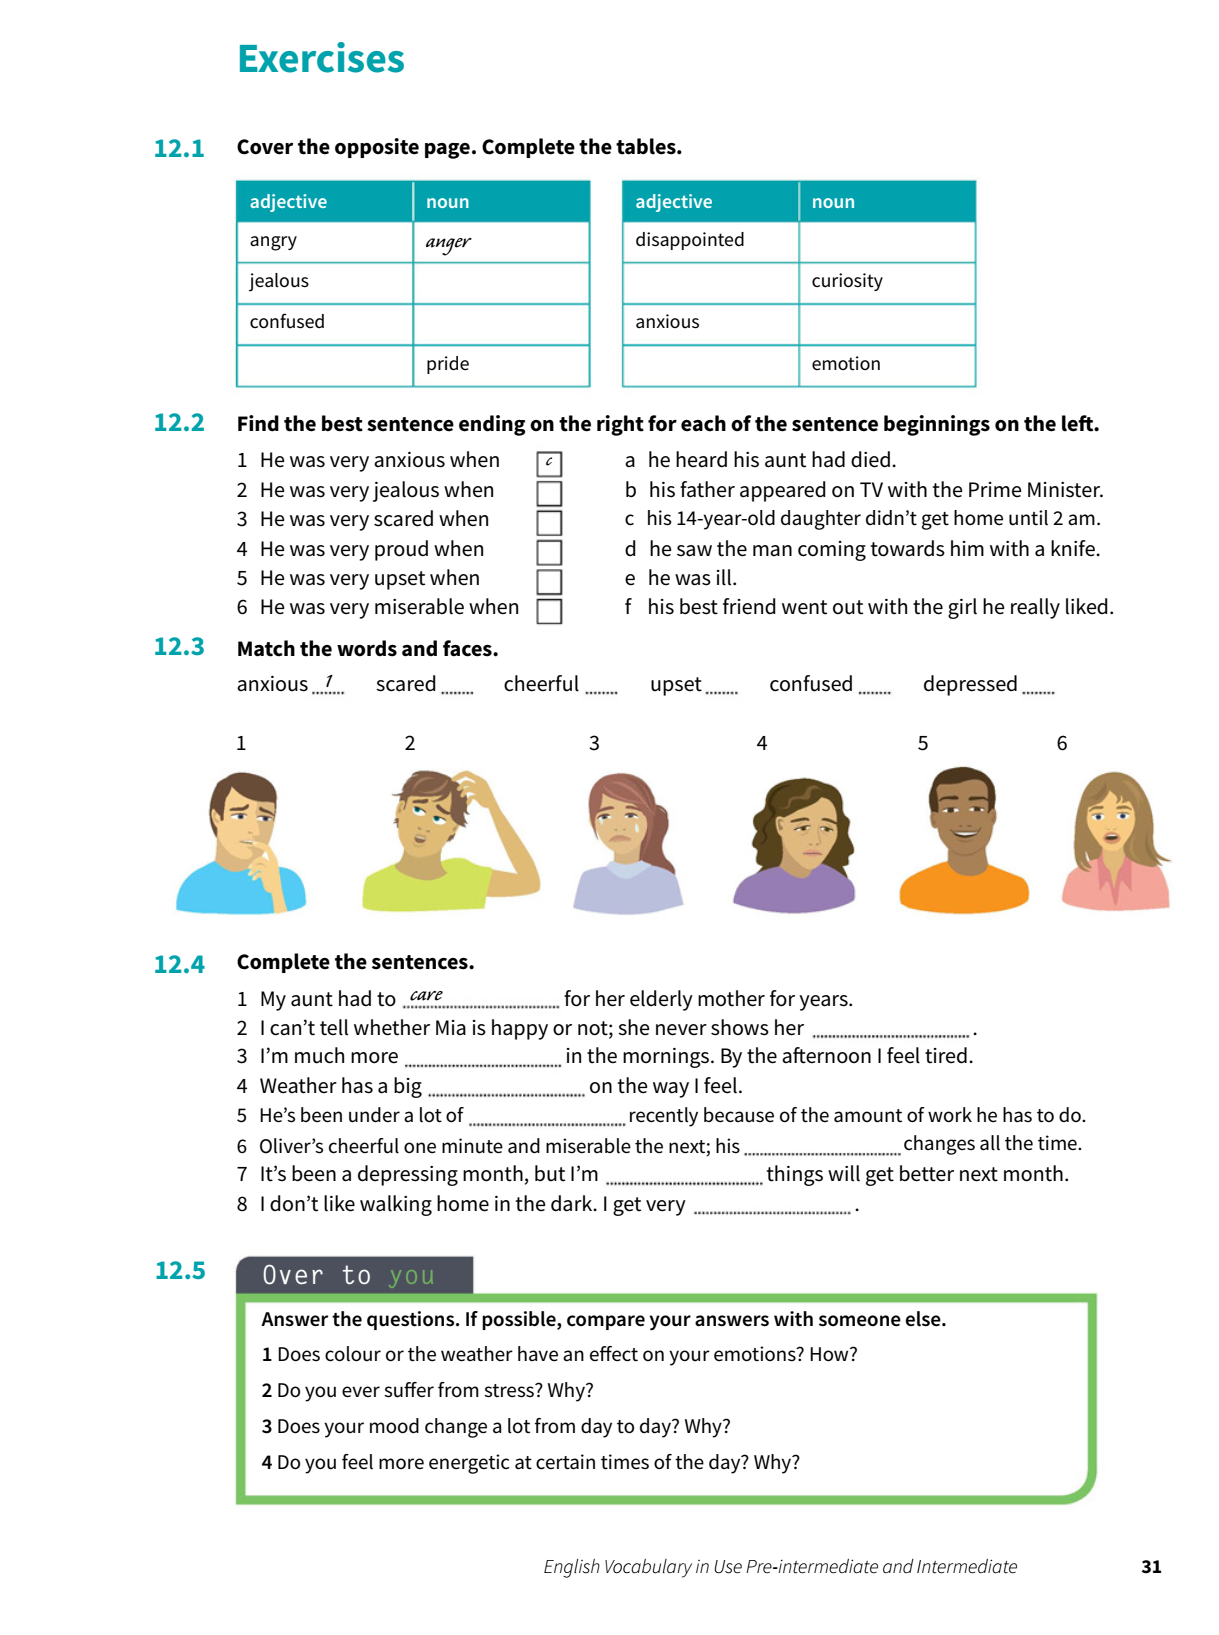 Exercises
12.1 Cover the opposite page. Complete the tables.
adjective noun adjective noun
angry anger disappointed
jealous curiosity
confused anxious
pride emotion
12.2 Find the best sentence ending on the right for each of the sentence beginnings on the left.
1 He was very anxious when c a he heard his aunt had died.
2 He was very jealous when b his father appeared on TV with the Prime Minister.
3 He was very scared when c his 14-year-old daughter didn't get home until 2 am.
4 He was very proud when d he saw the man coming towards him with a knife.
5 He was very upset when e he was ill.
6 He was very miserable when f his best friend went out with the girl he really liked.
12.3 Match the words and faces.
anxious 1 scared ....... cheerful ....... upset ....... confused ....... depressed .......
1 2 3 4 5 6
12.4 Complete the sentences.
1 My aunt had to care for her elderly mother for years.
2 I can't tell whether Mia is happy or not; she never shows her ....................... .
3 I'm much more ....................... in the mornings. By the afternoon I feel tired.
4 Weather has a big ....................... on the way I feel.
5 He's been under a lot of ....................... recently because of the amount of work he has to do.
6 Oliver's cheerful one minute and miserable the next; his ....................... changes all the time.
7 It's been a depressing month, but I'm ....................... things will get better next month.
8 I don't like walking home in the dark. I get very ....................... .
12.5 Over to you
Answer the questions. If possible, compare your answers with someone else.
1 Does colour or the weather have an effect on your emotions? How?
2 Do you ever suffer from stress? Why?
3 Does your mood change a lot from day to day? Why?
4 Do you feel more energetic at certain times of the day? Why?
English Vocabulary in Use Pre-intermediate and Intermediate 31